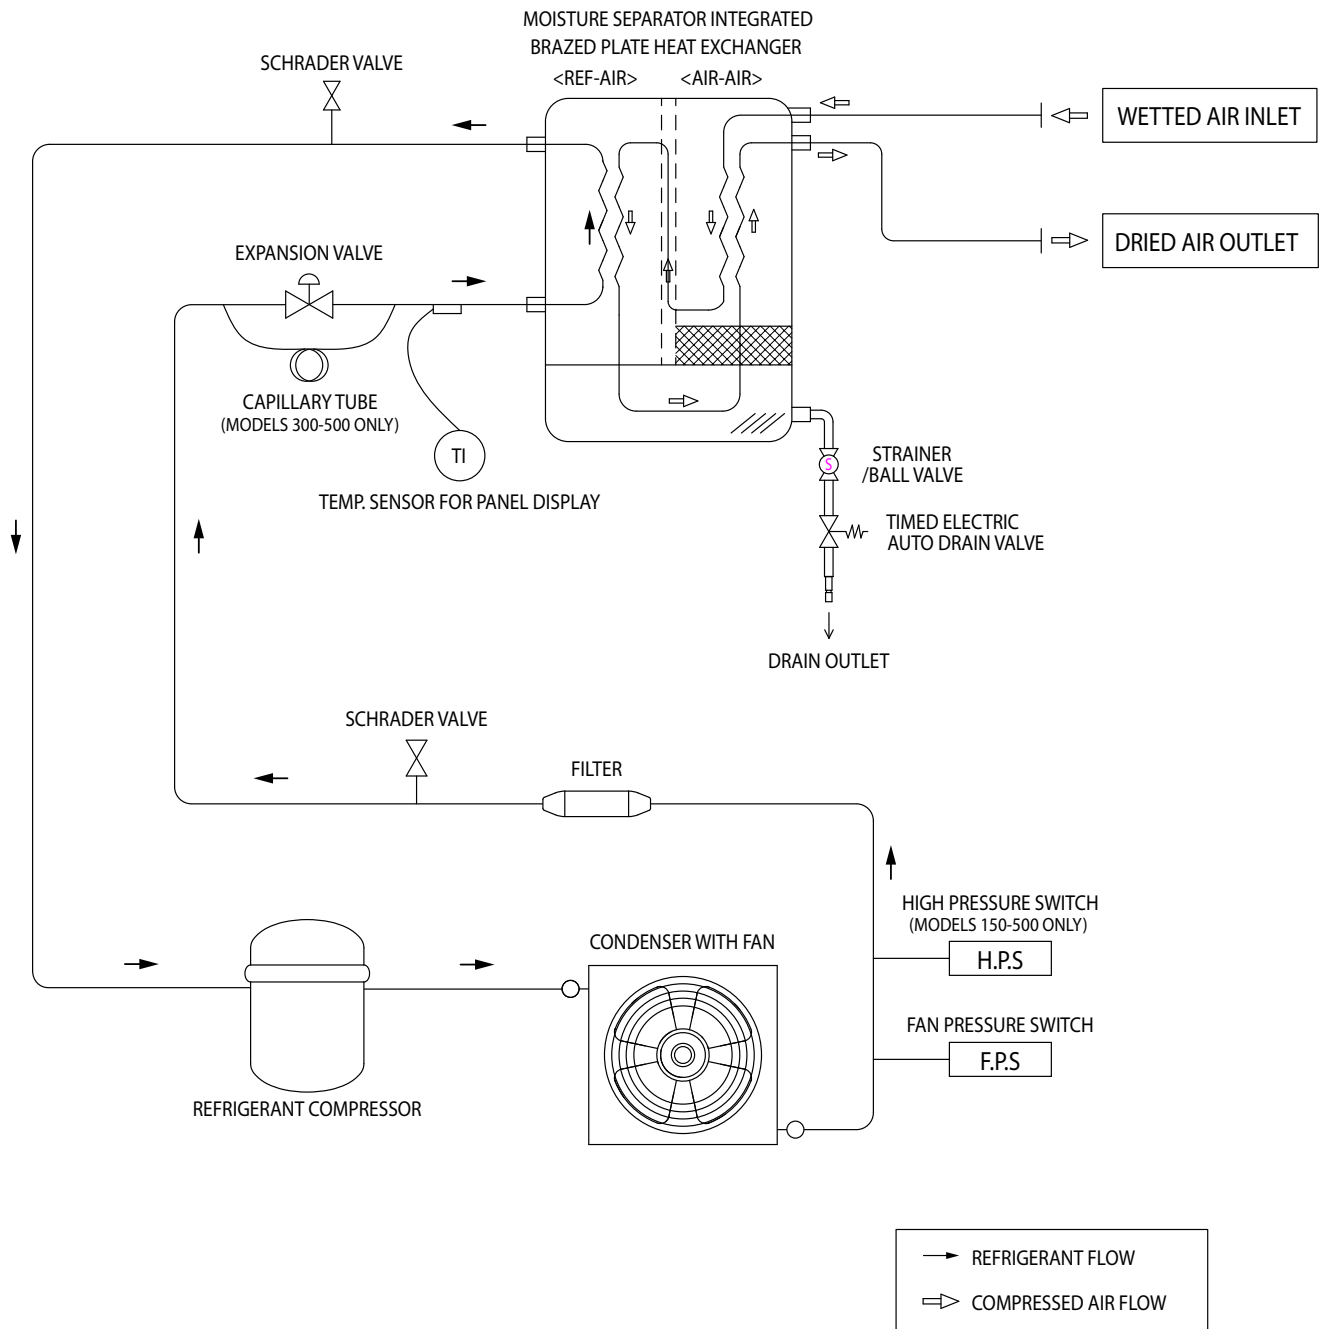 MOISTURE SEPARATOR INTEGRATED
BRAZED PLATE HEAT EXCHANGER
<REF-AIR> <AIR-AIR>
SCHRADER VALVE
WETTED AIR INLET
DRIED AIR OUTLET
EXPANSION VALVE
CAPILLARY TUBE
(MODELS 300-500 ONLY)
TI
TEMP. SENSOR FOR PANEL DISPLAY
S
STRAINER
/BALL VALVE
TIMED ELECTRIC
AUTO DRAIN VALVE
DRAIN OUTLET
SCHRADER VALVE
FILTER
HIGH PRESSURE SWITCH
(MODELS 150-500 ONLY)
H.P.S
CONDENSER WITH FAN
FAN PRESSURE SWITCH
F.P.S
REFRIGERANT COMPRESSOR
REFRIGERANT FLOW
COMPRESSED AIR FLOW